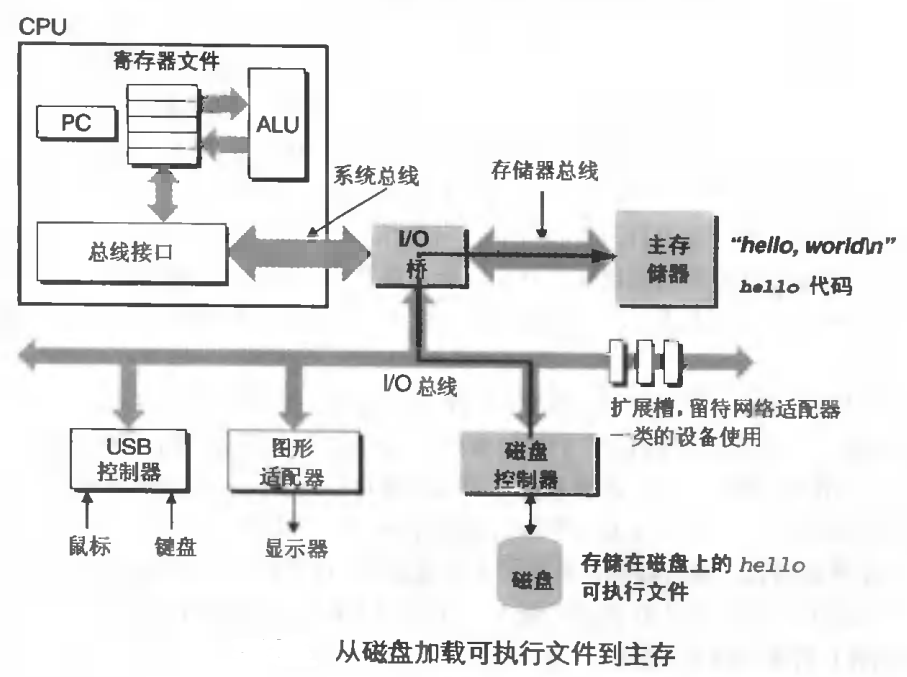 CPU
寄存器文件
PC
ALU
系统总线
存储器总线
总线接口
I/O
桥
主存
储器
“hello, world\n”
hello 代码
I/O 总线
扩展槽，留待网络适配器
一类的设备使用
USB
控制器
图形
适配器
磁盘
控制器
鼠标
键盘
显示器
磁盘
存储在磁盘上的 hello
可执行文件
从磁盘加载可执行文件到主存